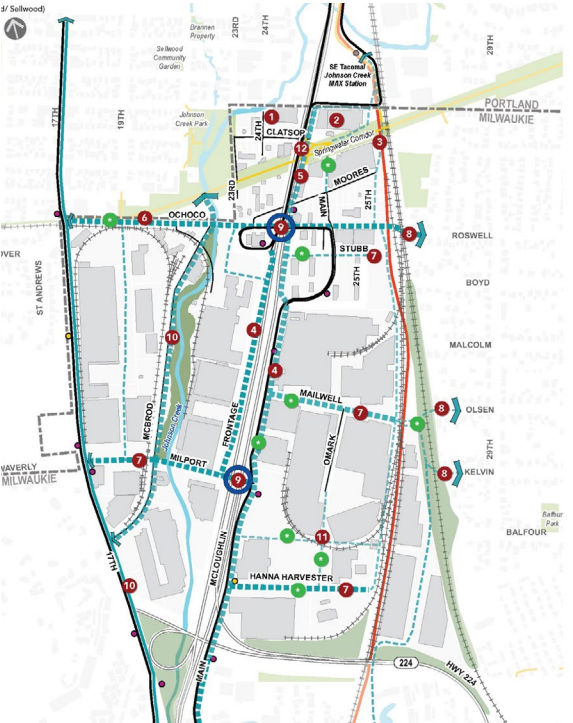 d/ Sellwood)
Brannen
Property
23RD
24TH
29TH
Sellwood
Community
Garden
SE Tacoma/
Johnson Creek
MAX Station
17TH
19TH
PORTLAND
MILWAUKIE
Johnson
Creek Park
1
2
24TH
CLATSOP
12
Springwater Corridor
3
5
MOORES
23RD
MAIN
25TH
6
OCHOCO
9
8
ROSWELL
OVER
STUBB
7
ST ANDREWS
25TH
BOYD
10
4
MALCOLM
4
MAILWELL
7
8
OLSEN
MCBROD
Johnson Creek
FRONTAGE
OMARK
29TH
7
MILPORT
9
8
KELVIN
WAVERLY
MILWAUKIE
Balfour
Park
BALFOUR
11
17TH
MCLOUGHLIN
HANNA HARVESTER
7
10
MAIN
224
HWY 224